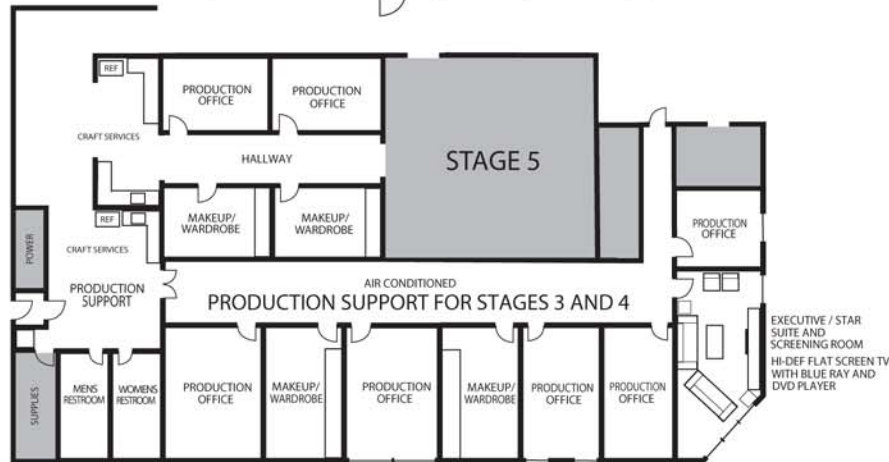 REF
PRODUCTION
OFFICE
PRODUCTION
OFFICE
CRAFT SERVICES
HALLWAY
STAGE 5
MAKEUP/
WARDROBE
MAKEUP/
WARDROBE
REF
CRAFT SERVICES
POWER
PRODUCTION
SUPPORT
PRODUCTION
OFFICE
AIR CONDITIONED
PRODUCTION SUPPORT FOR STAGES 3 AND 4
EXECUTIVE / STAR
SUITE AND
SCREENING ROOM
HI-DEF FLAT SCREEN TV
WITH BLUE RAY AND
DVD PLAYER
SUPPLIES
MENS
RESTROOM
WOMENS
RESTROOM
PRODUCTION
OFFICE
MAKEUP/
WARDROBE
PRODUCTION
OFFICE
MAKEUP/
WARDROBE
PRODUCTION
OFFICE
PRODUCTION
OFFICE